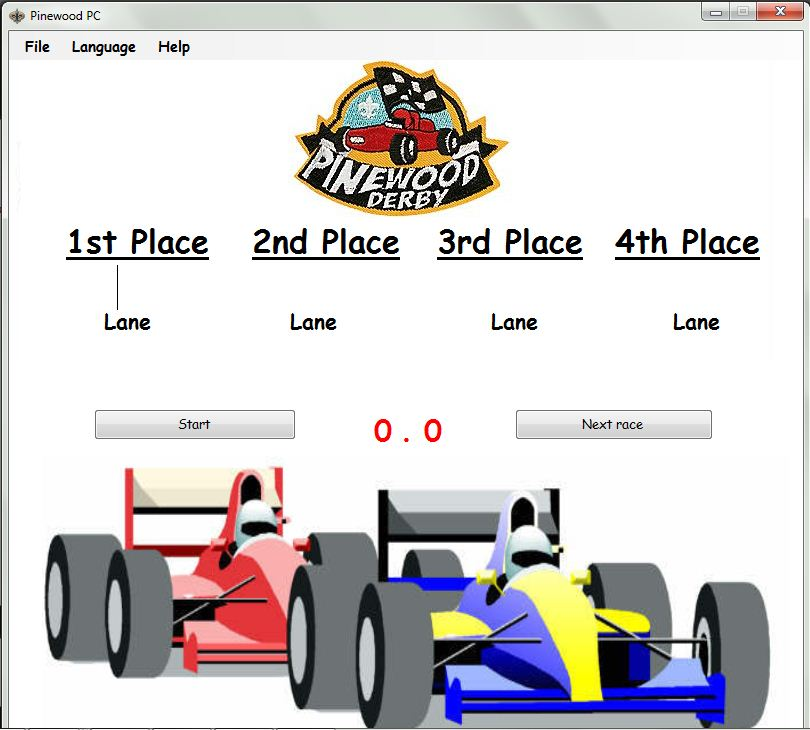 Pinewood PC
File Language Help
PINEWOOD
DERBY
1st Place 2nd Place 3rd Place 4th Place
Lane Lane Lane Lane
Start 0 . 0 Next race